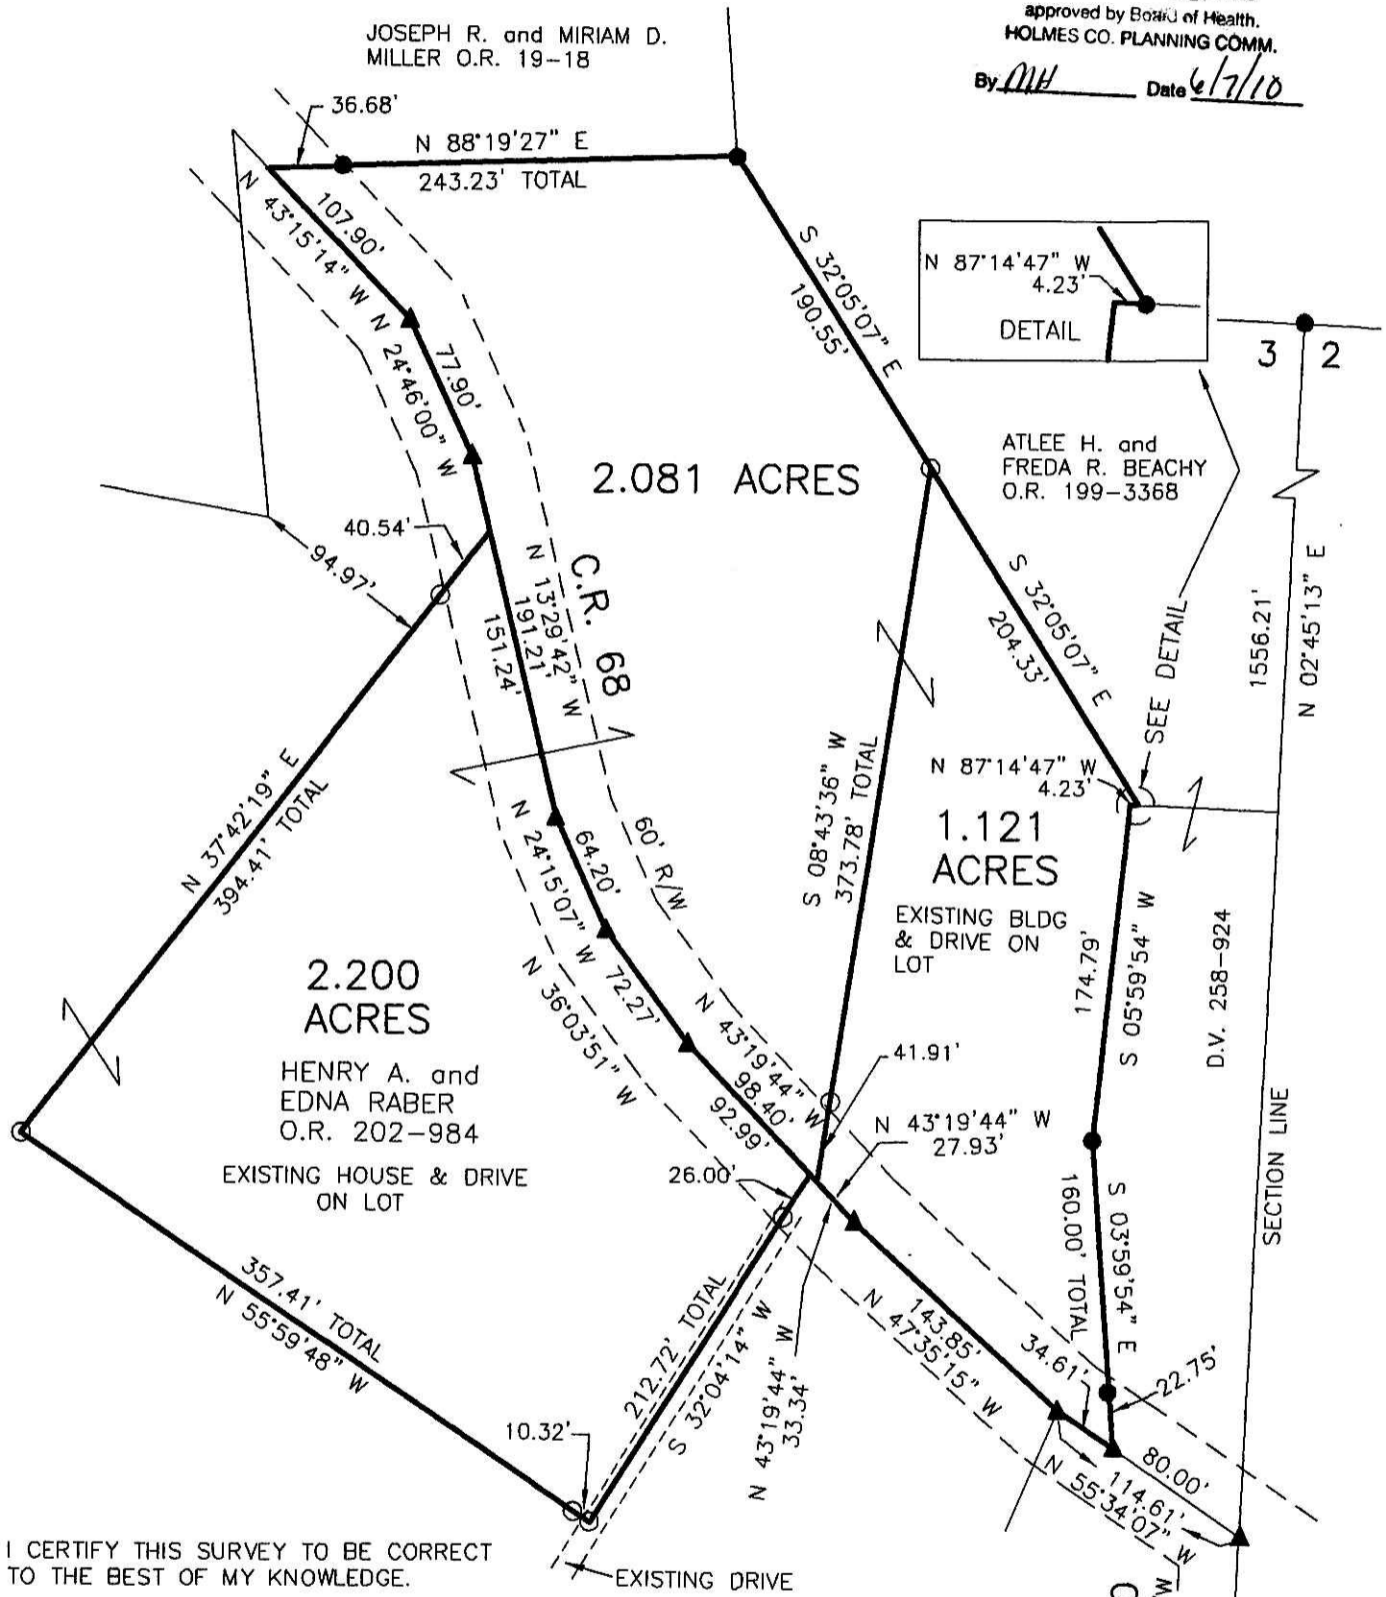 approved by Board of Health.
HOLMES CO. PLANNING COMM.
By MH Date 6/7/10
JOSEPH R. and MIRIAM D.
MILLER O.R. 19-18
36.68'
N 88°19'27" E
243.23' TOTAL
N 43°15'14" W
107.90'
N 24°46'00" W
77.90'
S 32°05'07" E
190.55'
N 87°14'47" W
4.23'
DETAIL
3 2
ATLEE H. and
FREDA R. BEACHY
O.R. 199-3368
2.081 ACRES
40.54'
94.97'
C.R. 68
N 13°29'42" W
191.21'
151.24'
S 32°05'07" E
204.33'
SEE DETAIL
1556.21'
N 02°45'13" E
N 37°42'19" E
394.41' TOTAL
N 87°14'47" W
4.23'
S 08°43'36" W
373.78' TOTAL
1.121
ACRES
EXISTING BLDG
& DRIVE ON
LOT
60' R/W
64.20'
N 24°15'07" W
72.27'
N 36°03'51" W
174.79'
S 05°59'54" W
D.V. 258-924
2.200
ACRES
HENRY A. and
EDNA RABER
O.R. 202-984
EXISTING HOUSE & DRIVE
ON LOT
N 43°19'44" W
98.40'
92.99'
41.91'
N 43°19'44" W
27.93'
26.00'
SECTION LINE
160.00' TOTAL
S 03°59'54" E
357.41' TOTAL
N 55°59'48" W
212.72' TOTAL
S 32°04'14" W
N 43°19'44" W
33.34'
143.85'
N 47°35'15" W
34.61'
22.75'
10.32'
80.00'
114.61'
N 55°34'07" W
I CERTIFY THIS SURVEY TO BE CORRECT
TO THE BEST OF MY KNOWLEDGE.
EXISTING DRIVE
C
W